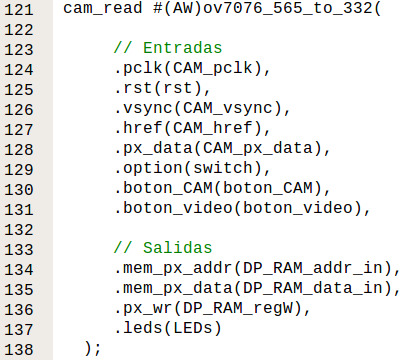 121 cam_read #(AW)ov7076_565_to_332(
122
123 // Entradas
124 .pclk(CAM_pclk),
125 .rst(rst),
126 .vsync(CAM_vsync),
127 .href(CAM_href),
128 .px_data(CAM_px_data),
129 .option(switch),
130 .boton_CAM(boton_CAM),
131 .boton_video(boton_video),
132
133 // Salidas
134 .mem_px_addr(DP_RAM_addr_in),
135 .mem_px_data(DP_RAM_data_in),
136 .px_wr(DP_RAM_regW),
137 .leds(LEDs)
138 );